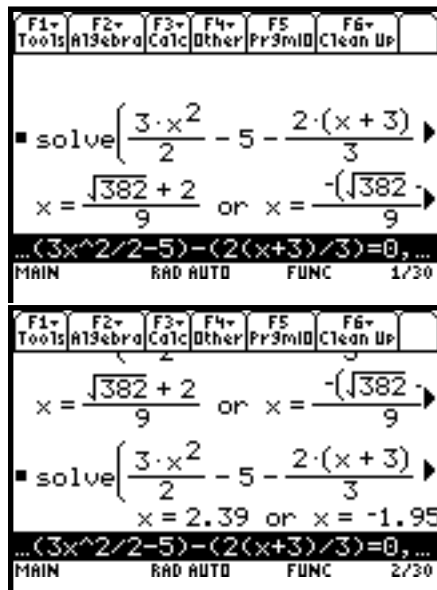 F1▾ F2▾ F3▾ F4▾ F5 F6▾
Tools Algebra Calc Other PrgmIO Clean Up
▪ solve(3·x²/2 - 5 - 2·(x + 3)/3 ▶
x = (√382 + 2)/9 or x = -(√382 -/9 ▶
…(3x^2/2-5)-(2(x+3)/3)=0,…
MAIN RAD AUTO FUNC 1/30
F1▾ F2▾ F3▾ F4▾ F5 F6▾
Tools Algebra Calc Other PrgmIO Clean Up
x = (√382 + 2)/9 or x = -(√382 -/9 ▶
▪ solve(3·x²/2 - 5 - 2·(x + 3)/3 ▶
x = 2.39 or x = -1.95
…(3x^2/2-5)-(2(x+3)/3)=0,…
MAIN RAD AUTO FUNC 2/30